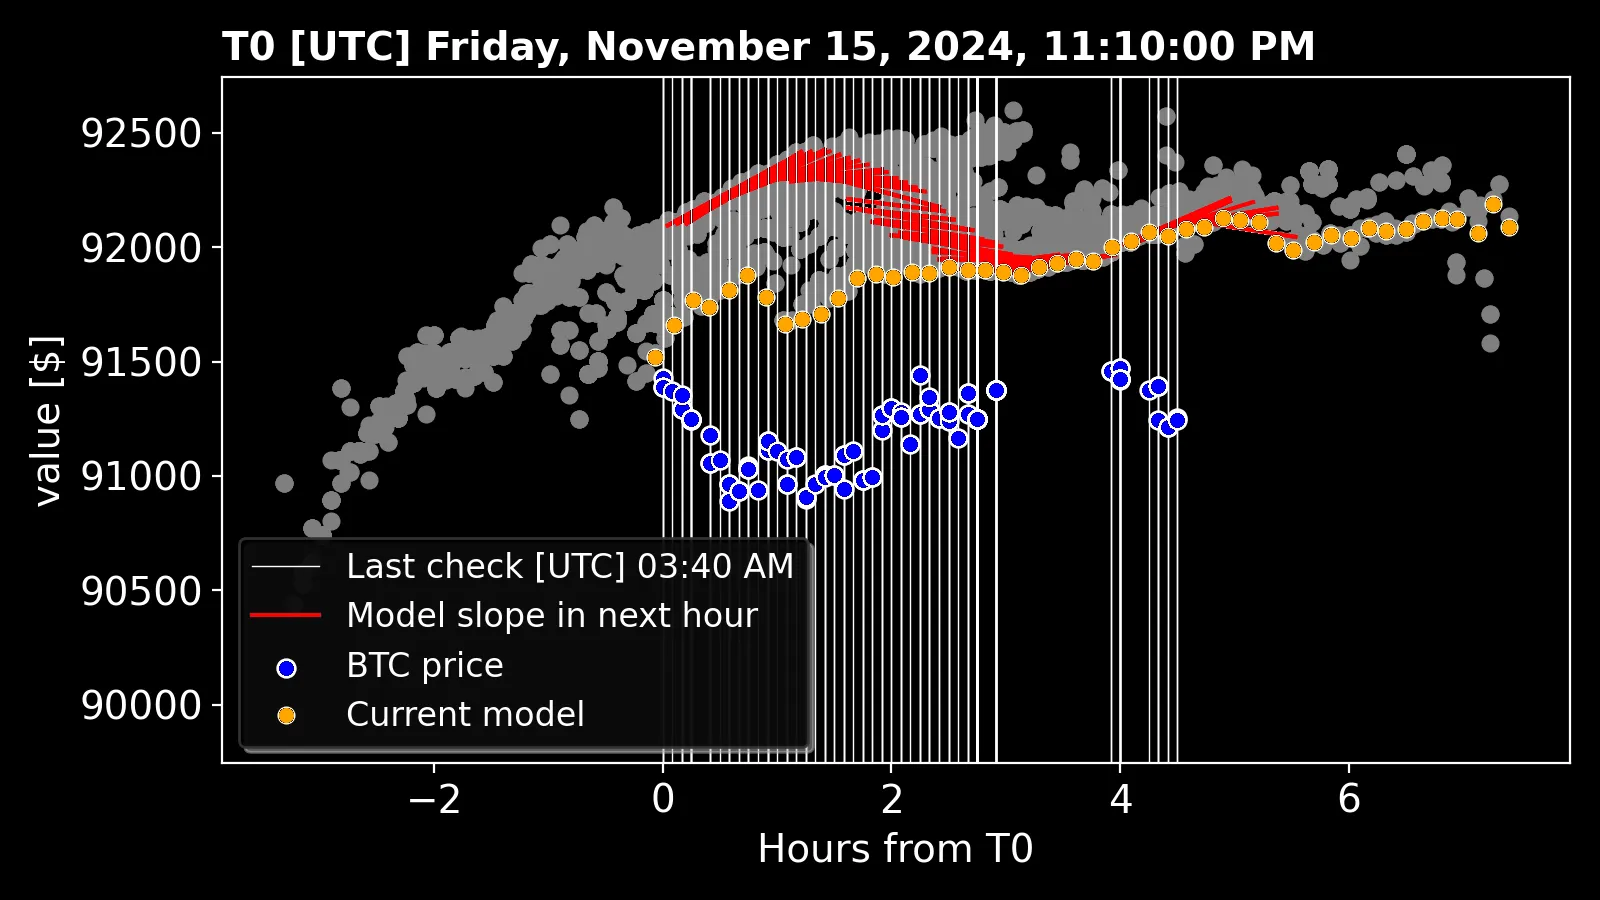 T0 [UTC] Friday, November 15, 2024, 11:10:00 PM
value [$]
92500
92000
91500
91000
90500
90000
Last check [UTC] 03:40 AM
Model slope in next hour
BTC price
Current model
−2
0
2
4
6
Hours from T0